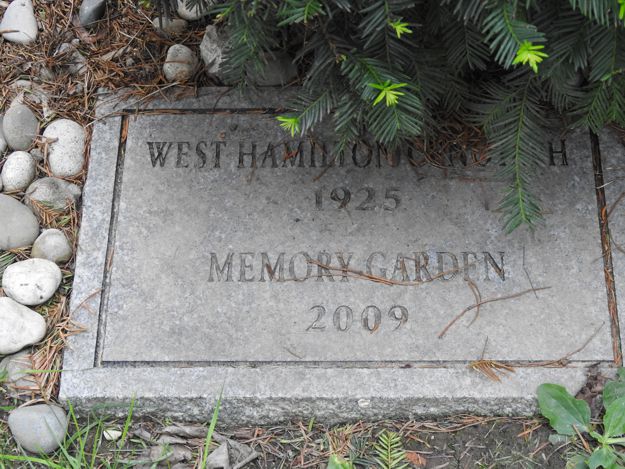 WEST HAMILTON
1925
MEMORY GARDEN
2009